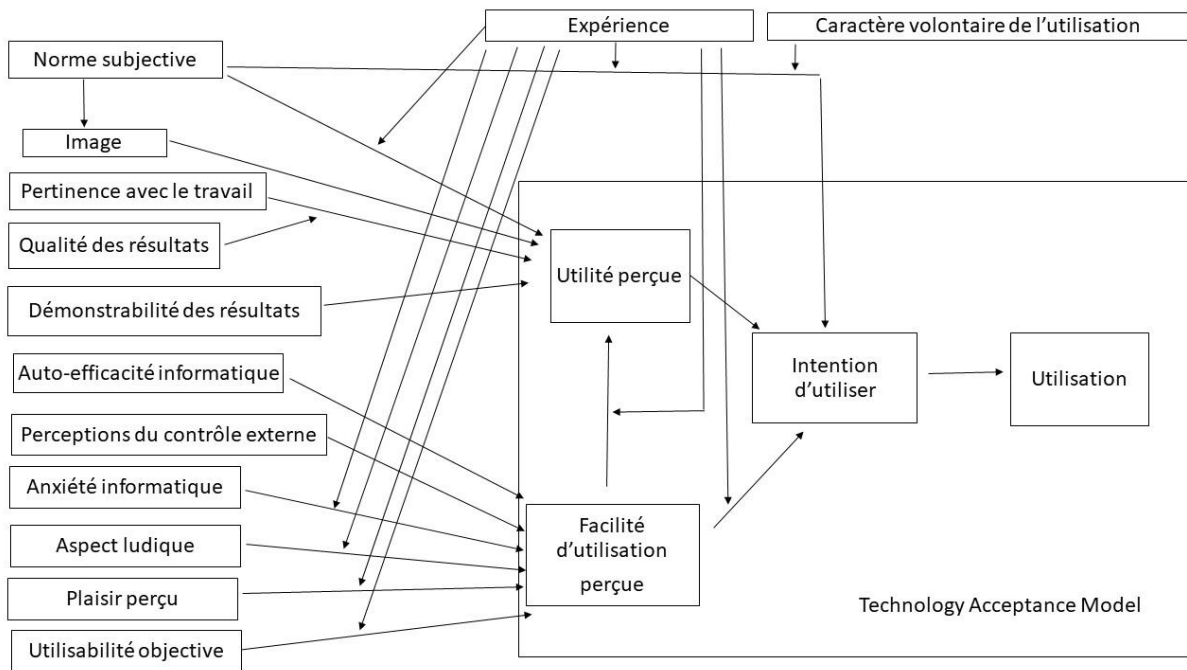 Expérience
Caractère volontaire de l’utilisation
Norme subjective
Image
Pertinence avec le travail
Qualité des résultats
Démonstrabilité des résultats
Auto-efficacité informatique
Perceptions du contrôle externe
Anxiété informatique
Aspect ludique
Plaisir perçu
Utilisabilité objective
Utilité perçue
Facilité
d’utilisation
perçue
Intention
d’utiliser
Utilisation
Technology Acceptance Model